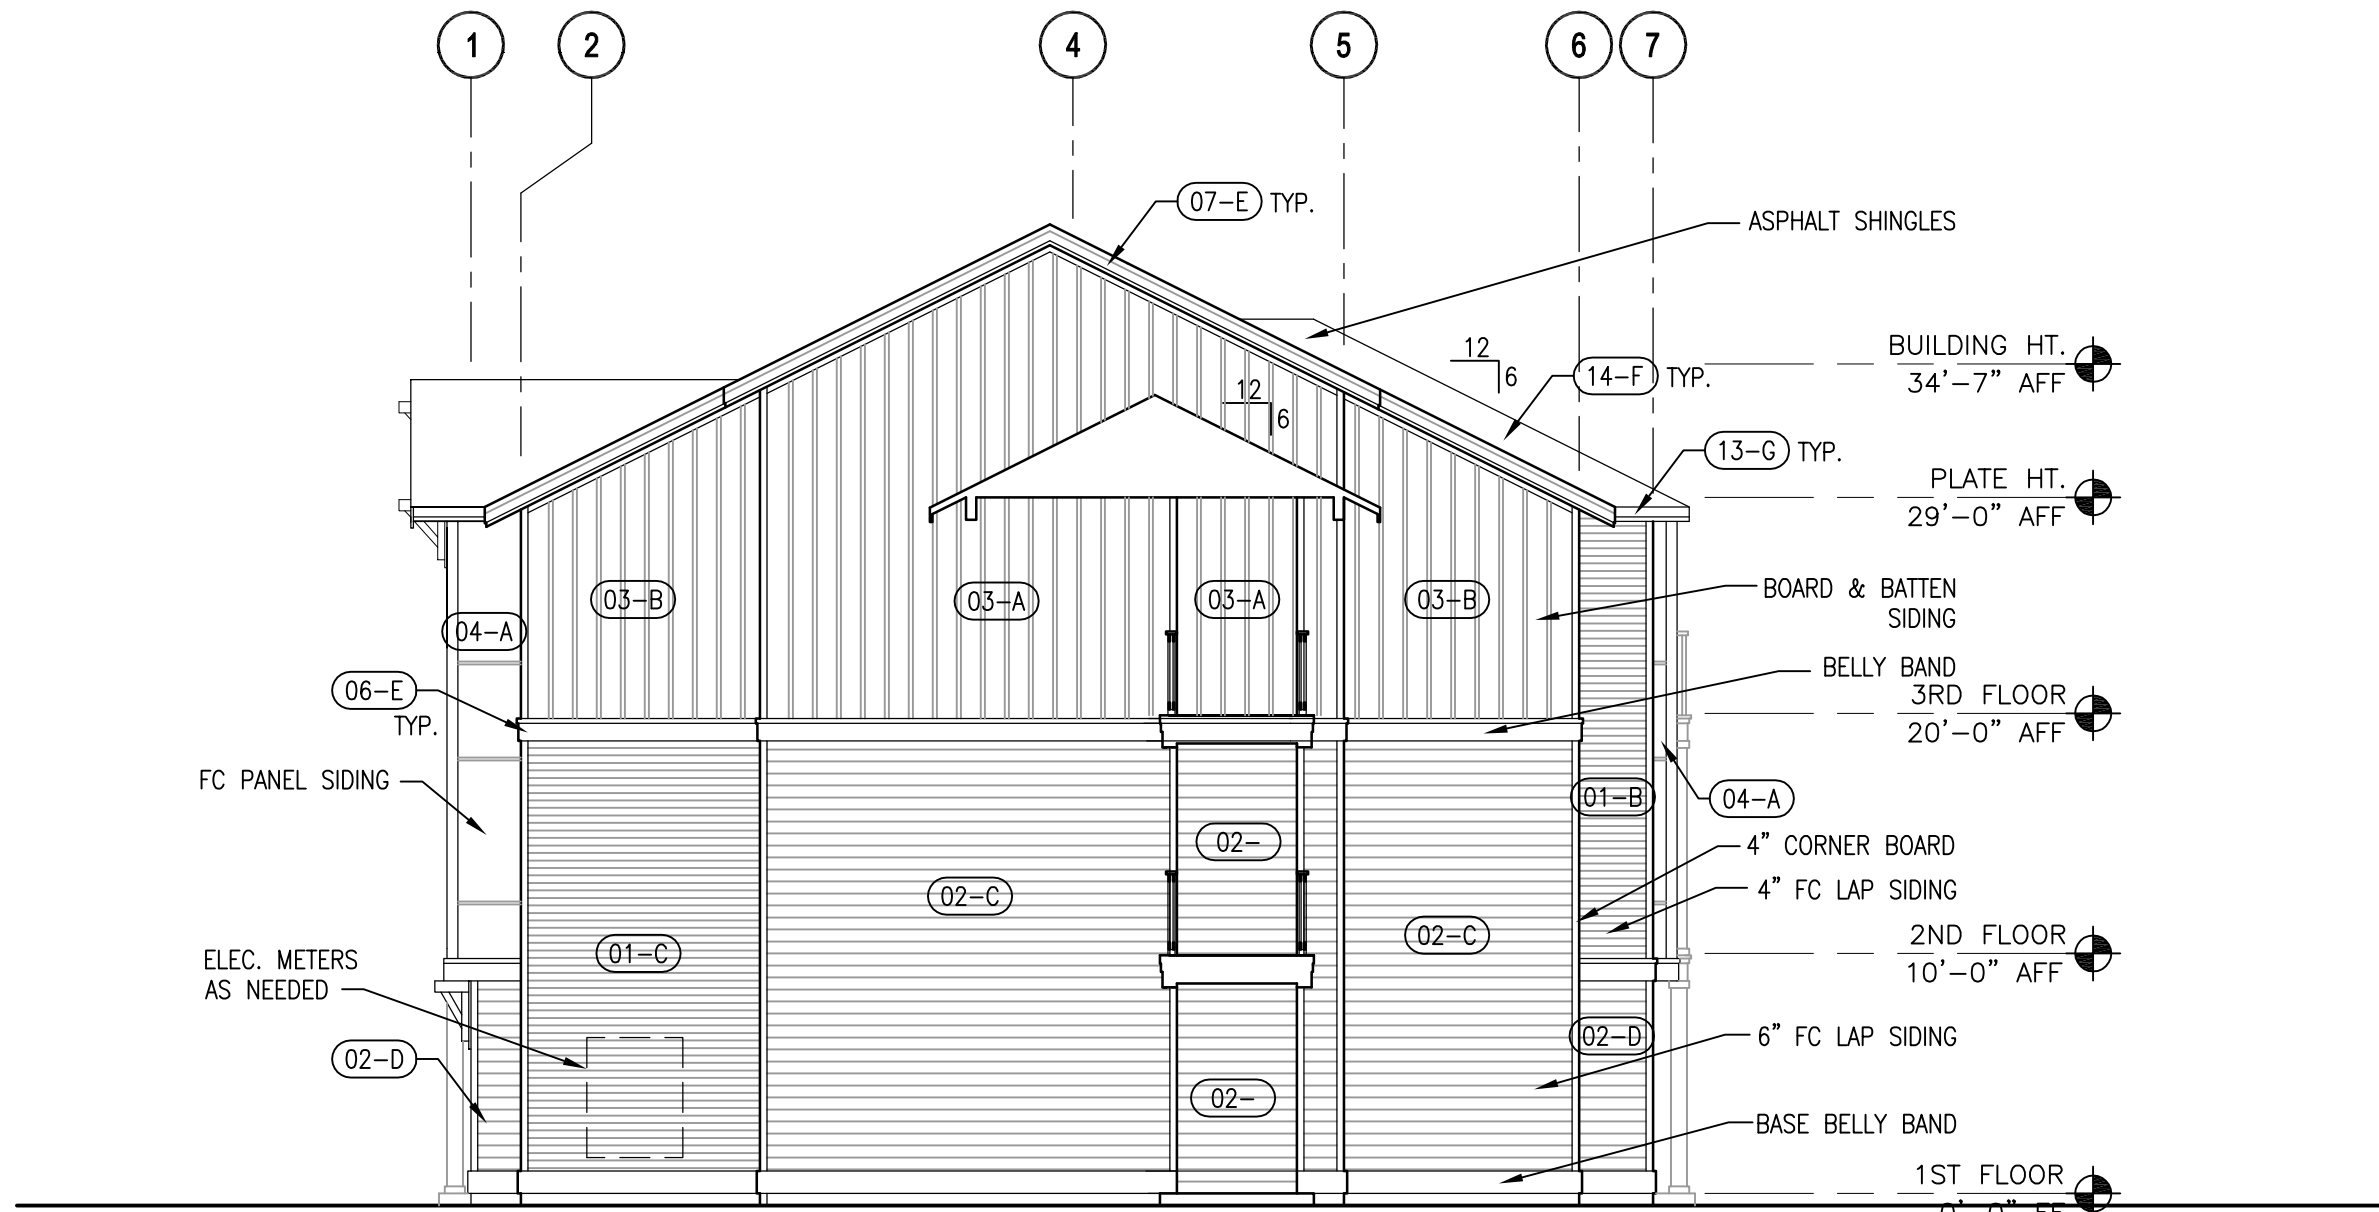 1 2 4 5 6 7
07-E TYP.
ASPHALT SHINGLES
12
6
BUILDING HT.
34'-7" AFF
14-F TYP.
12
6
13-G TYP.
PLATE HT.
29'-0" AFF
03-B
03-A
03-A
03-B
BOARD & BATTEN
SIDING
04-A
BELLY BAND
06-E
TYP.
3RD FLOOR
20'-0" AFF
FC PANEL SIDING
01-B
04-A
02-
4" CORNER BOARD
02-C
4" FC LAP SIDING
02-C
01-C
2ND FLOOR
10'-0" AFF
ELEC. METERS
AS NEEDED
02-D
6" FC LAP SIDING
02-D
02-
BASE BELLY BAND
1ST FLOOR